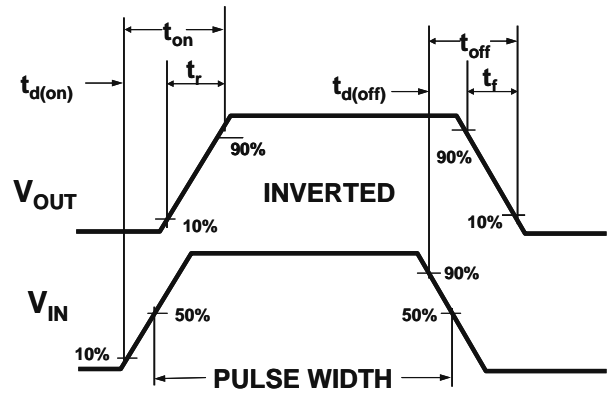 t_on
t_off
t_d(on)
t_r
t_d(off)
t_f
90%
90%
V_OUT
INVERTED
10%
10%
90%
V_IN
50%
50%
10%
PULSE WIDTH